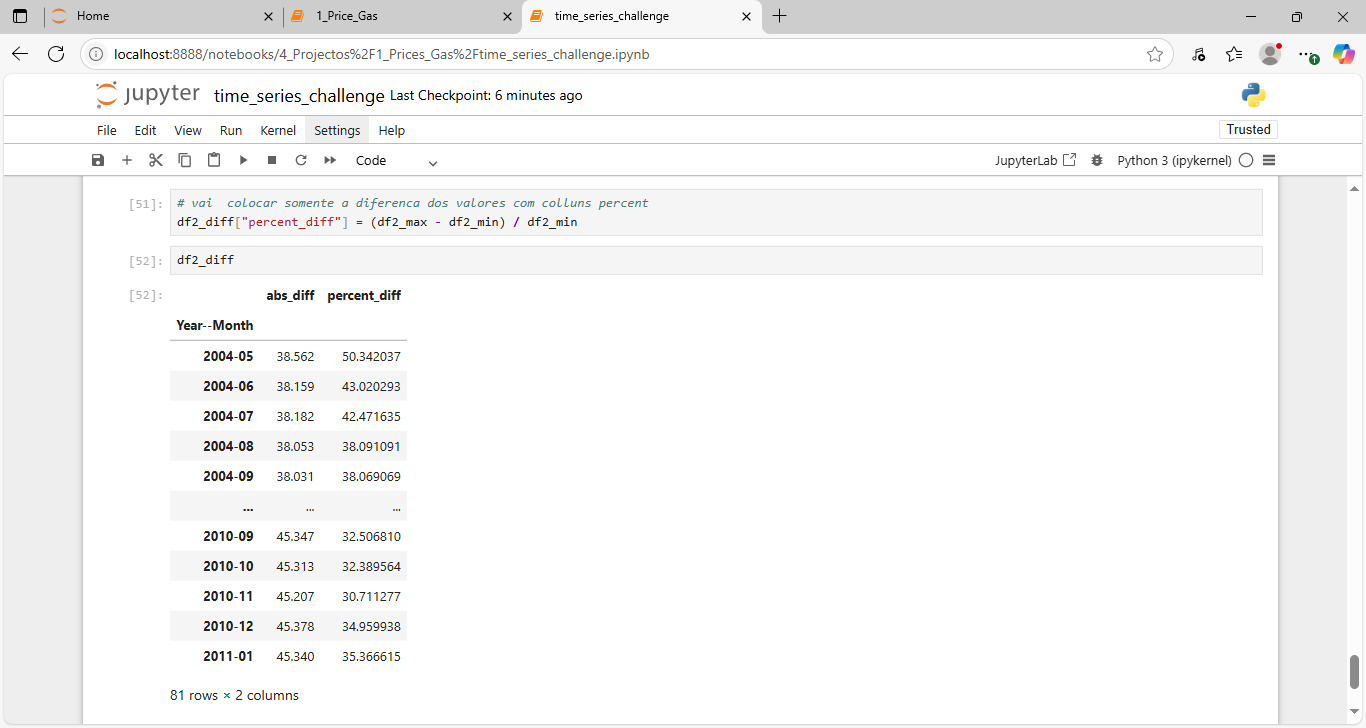 Home
1_Price_Gas
time_series_challenge
localhost:8888/notebooks/4_Projectos%2F1_Prices_Gas%2Ftime_series_challenge.ipynb
jupyter time_series_challenge Last Checkpoint: 6 minutes ago
File Edit View Run Kernel Settings Help
Trusted
Code
JupyterLab
Python 3 (ipykernel)
[51]: # vai  colocar somente a diferenca dos valores com colluns percent
df2_diff["percent_diff"] = (df2_max - df2_min) / df2_min
[52]: df2_diff
[52]: abs_diff percent_diff
Year--Month
2004-05 38.562 50.342037
2004-06 38.159 43.020293
2004-07 38.182 42.471635
2004-08 38.053 38.091091
2004-09 38.031 38.069069
... ... ...
2010-09 45.347 32.506810
2010-10 45.313 32.389564
2010-11 45.207 30.711277
2010-12 45.378 34.959938
2011-01 45.340 35.366615
81 rows × 2 columns